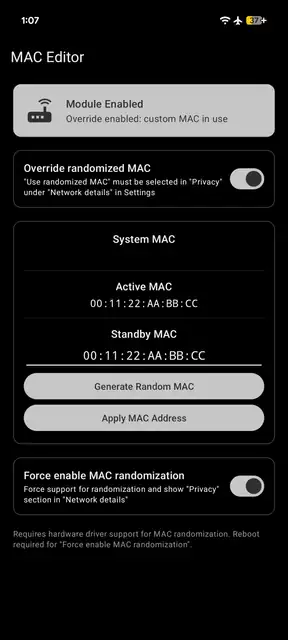 1:07
37+
MAC Editor
Module Enabled
Override enabled: custom MAC in use
Override randomized MAC
"Use randomized MAC" must be selected in "Privacy"
under "Network details" in Settings
System MAC
Active MAC
00:11:22:AA:BB:CC
Standby MAC
00:11:22:AA:BB:CC
Generate Random MAC
Apply MAC Address
Force enable MAC randomization
Force support for randomization and show "Privacy"
section in "Network details"
Requires hardware driver support for MAC randomization. Reboot
required for "Force enable MAC randomization".